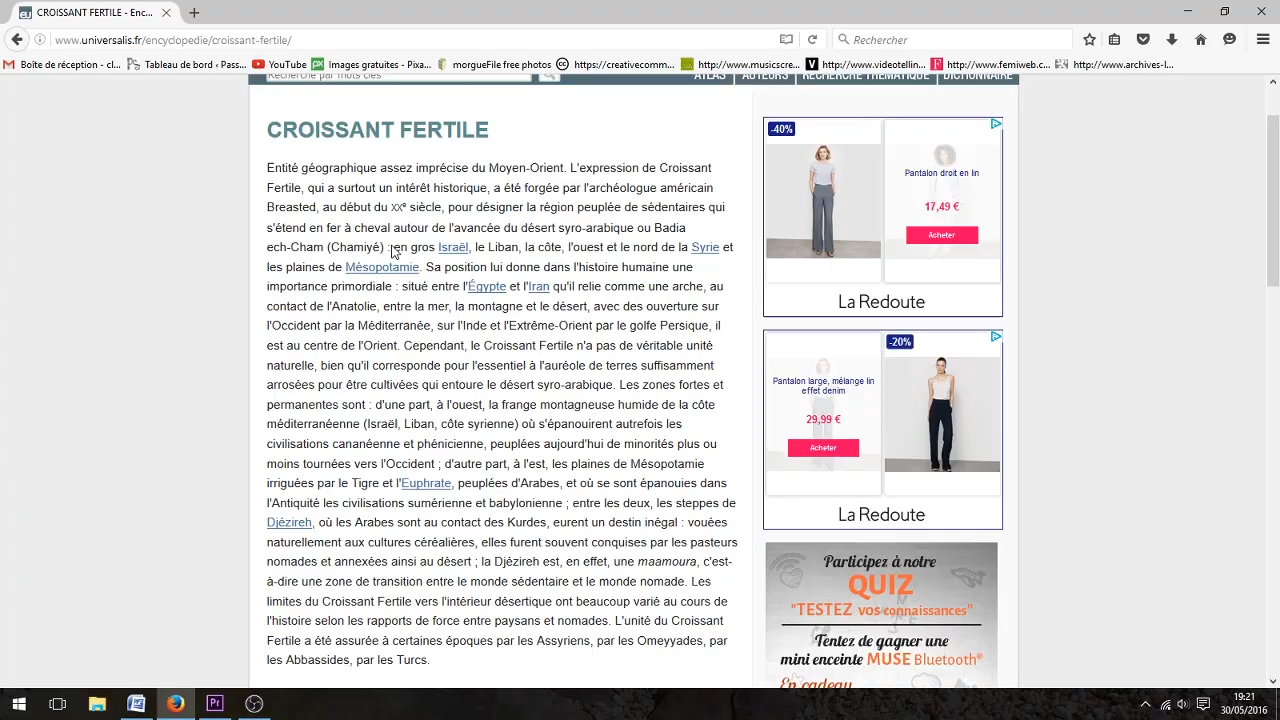 CROISSANT FERTILE - Enc...
www.universalis.fr/encyclopedie/croissant-fertile/
Rechercher
Boîte de réception - cl...
Tableau de bord ‹ Pass...
YouTube
Images gratuites - Pixa...
morgueFile free photos
https://creativecomm...
http://www.musicscre...
http://www.videotellin...
http://www.femiweb.c...
http://www.archives-l...
Rechercher par mots clés
ATLAS
AUTEURS
RECHERCHE THÉMATIQUE
DICTIONNAIRE
CROISSANT FERTILE
Entité géographique assez imprécise du Moyen-Orient. L'expression de Croissant
Fertile, qui a surtout un intérêt historique, a été forgée par l'archéologue américain
Breasted, au début du XXe siècle, pour désigner la région peuplée de sédentaires qui
s'étend en fer à cheval autour de l'avancée du désert syro-arabique ou Badia
ech-Cham (Chamiyé) : en gros Israël, le Liban, la côte, l'ouest et le nord de la Syrie et
les plaines de Mésopotamie. Sa position lui donne dans l'histoire humaine une
importance primordiale : situé entre l'Égypte et l'Iran qu'il relie comme une arche, au
contact de l'Anatolie, entre la mer, la montagne et le désert, avec des ouverture sur
l'Occident par la Méditerranée, sur l'Inde et l'Extrême-Orient par le golfe Persique, il
est au centre de l'Orient. Cependant, le Croissant Fertile n'a pas de véritable unité
naturelle, bien qu'il corresponde pour l'essentiel à l'auréole de terres suffisamment
arrosées pour être cultivées qui entoure le désert syro-arabique. Les zones fortes et
permanentes sont : d'une part, à l'ouest, la frange montagneuse humide de la côte
méditerranéenne (Israël, Liban, côte syrienne) où s'épanouirent autrefois les
civilisations cananéenne et phénicienne, peuplées aujourd'hui de minorités plus ou
moins tournées vers l'Occident ; d'autre part, à l'est, les plaines de Mésopotamie
irriguées par le Tigre et l'Euphrate, peuplées d'Arabes, et où se sont épanouies dans
l'Antiquité les civilisations sumérienne et babylonienne ; entre les deux, les steppes de
Djézireh, où les Arabes sont au contact des Kurdes, eurent un destin inégal : vouées
naturellement aux cultures céréalières, elles furent souvent conquises par les pasteurs
nomades et annexées ainsi au désert ; la Djézireh est, en effet, une maamoura, c'est-
à-dire une zone de transition entre le monde sédentaire et le monde nomade. Les
limites du Croissant Fertile vers l'intérieur désertique ont beaucoup varié au cours de
l'histoire selon les rapports de force entre paysans et nomades. L'unité du Croissant
Fertile a été assurée à certaines époques par les Assyriens, par les Omeyyades, par
les Abbassides, par les Turcs.
-40%
Pantalon droit en lin
17,49 €
Acheter
La Redoute
-20%
Pantalon large, mélange lin
effet denim
29,99 €
Acheter
La Redoute
Participez à notre
QUIZ
"TESTEZ vos connaissances"
Tentez de gagner une
mini enceinte MUSE Bluetooth®
En cadeau
19:21
30/05/2016